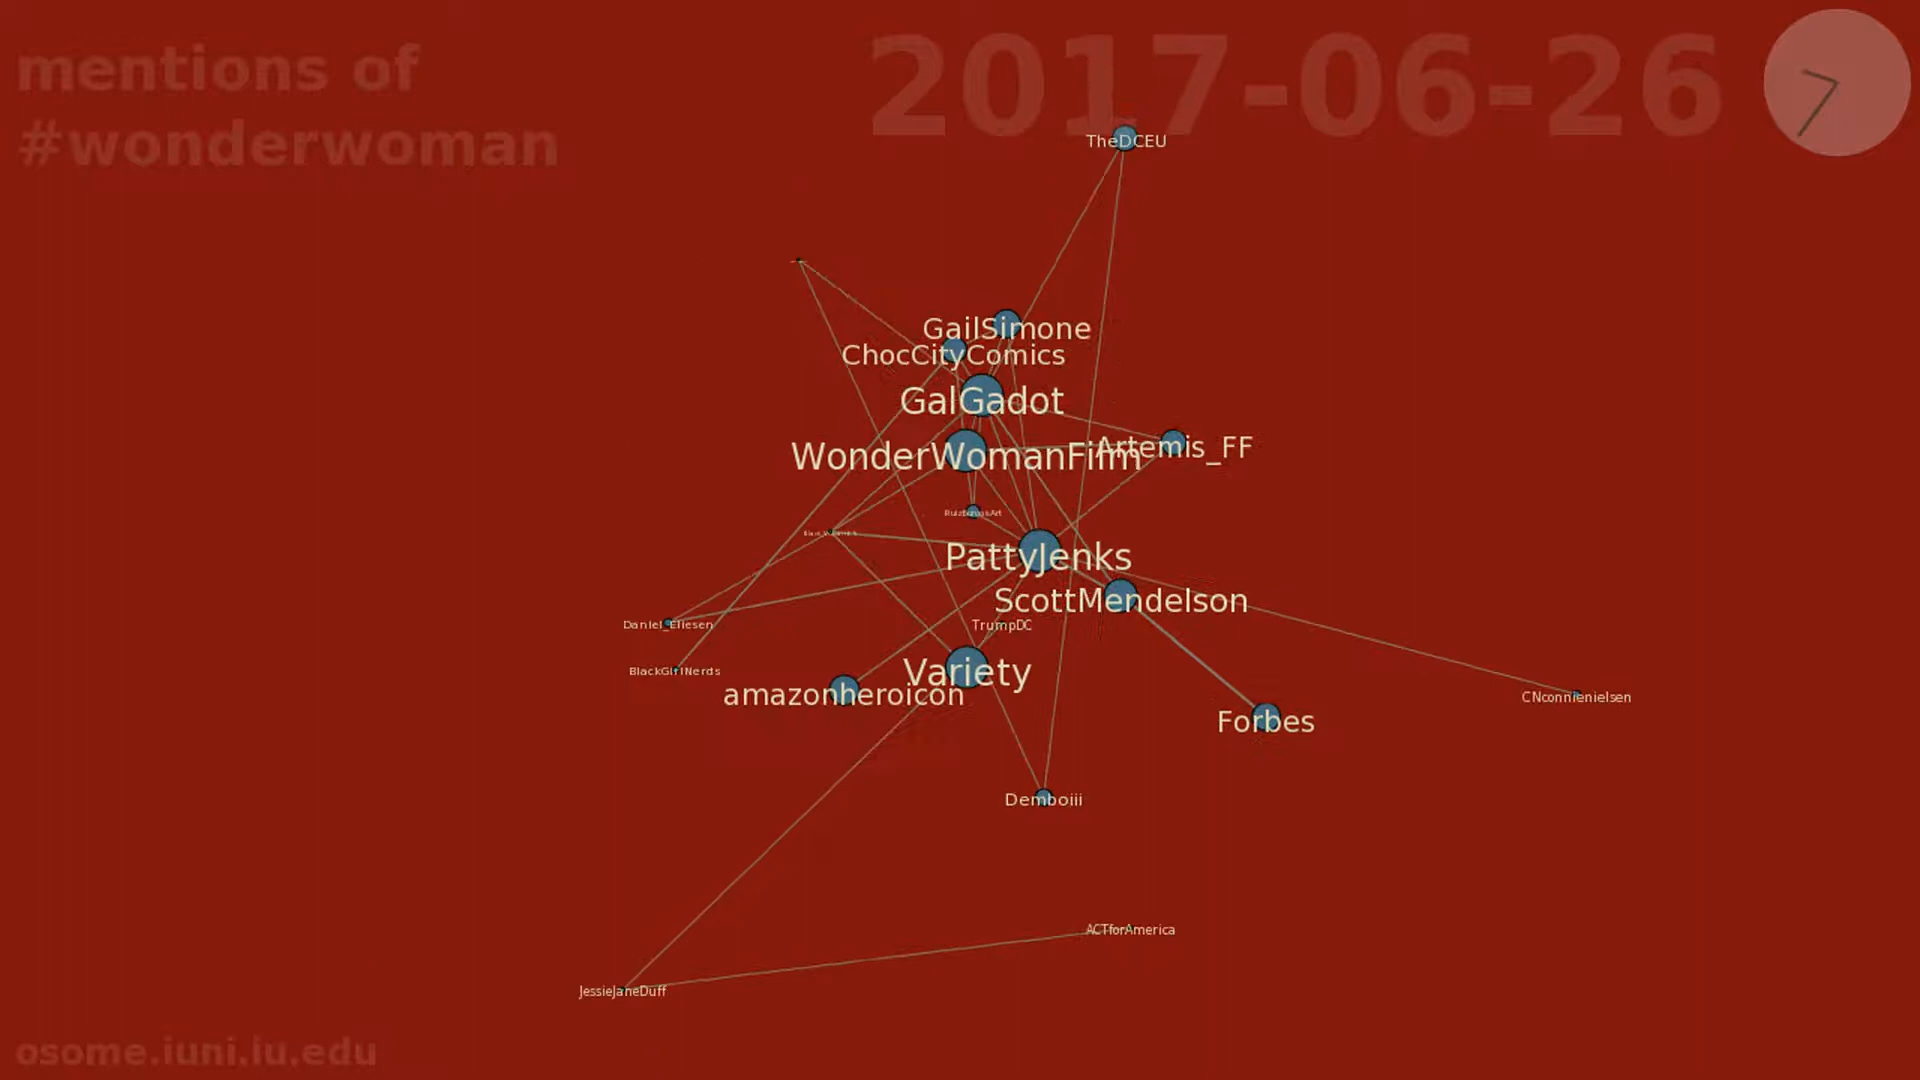 mentions of
#wonderwoman
2017-06-26
TheDCEU
GailSimone
ChocCityComics
GalGadot
WonderWomanFilm
Artemis_FF
PattyJenks
ScottMendelson
Daniel_Eliesen
TrumpDC
BlackGirlNerds
Variety
amazonheroicon
CNconnienielsen
Forbes
Demboiii
ACTforAmerica
JessieJaneDuff
osome.iuni.iu.edu